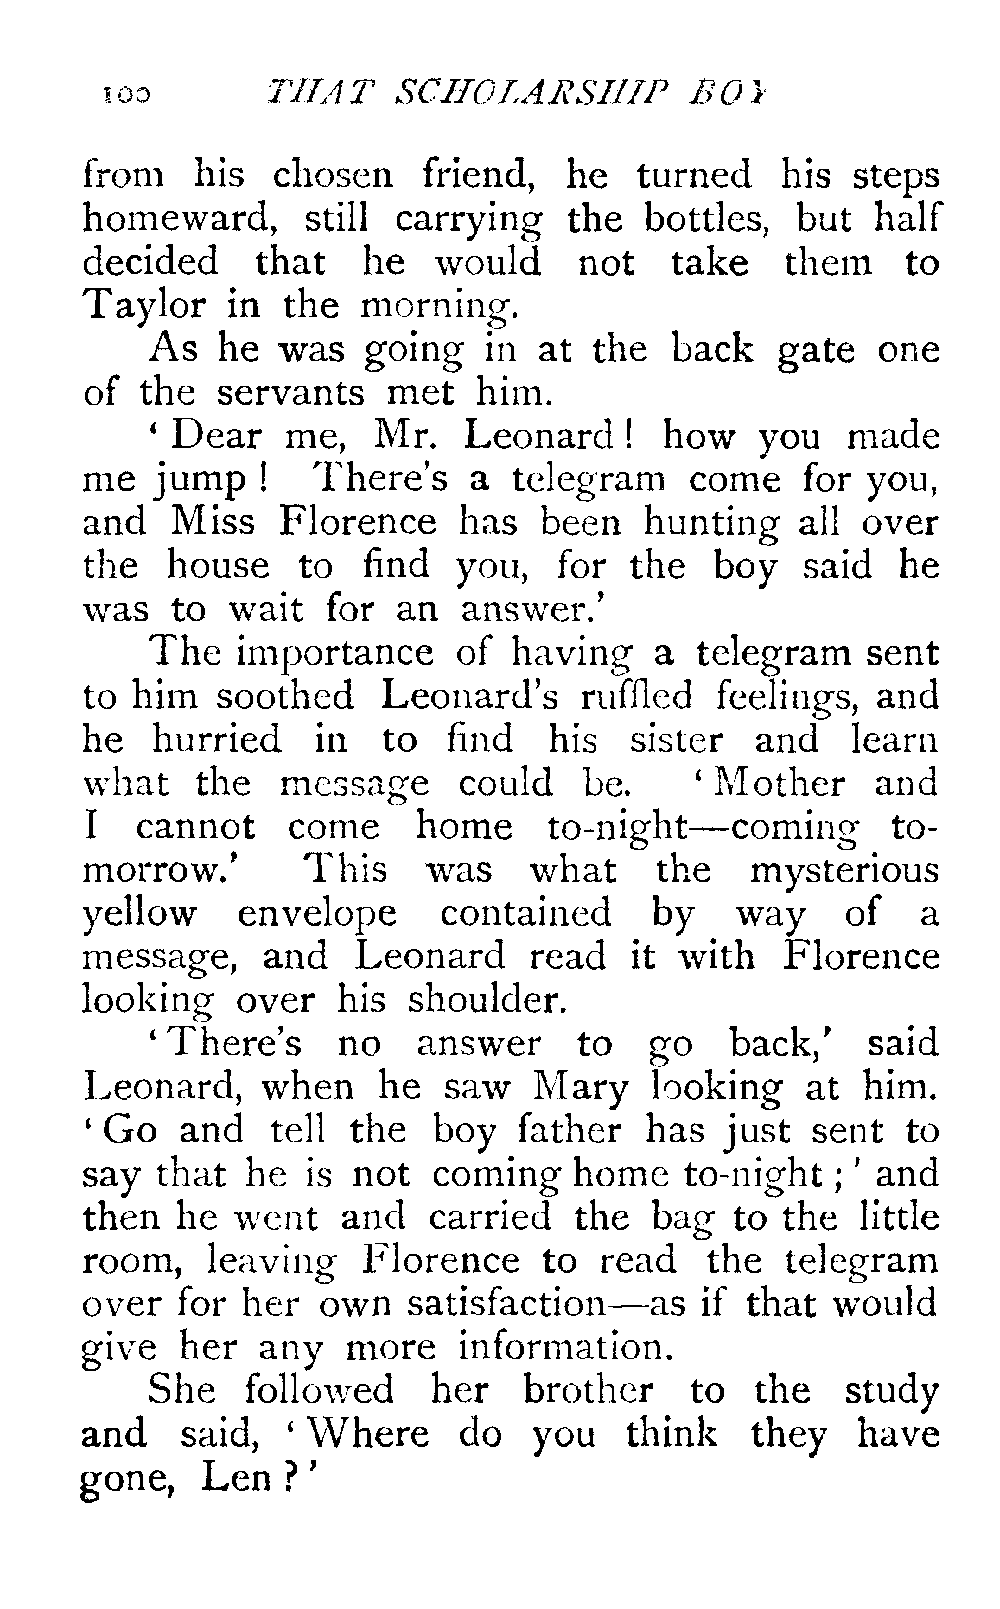 100 THAT SCHOLARSHIP BOY
from his chosen friend, he turned his steps
homeward, still carrying the bottles, but half
decided that he would not take them to
Taylor in the morning.
As he was going in at the back gate one
of the servants met him.
‘ Dear me, Mr. Leonard ! how you made
me jump ! There’s a telegram come for you,
and Miss Florence has been hunting all over
the house to find you, for the boy said he
was to wait for an answer.’
The importance of having a telegram sent
to him soothed Leonard’s ruffled feelings, and
he hurried in to find his sister and learn
what the message could be. ‘ Mother and
I cannot come home to-night—coming to-
morrow.’ This was what the mysterious
yellow envelope contained by way of a
message, and Leonard read it with Florence
looking over his shoulder.
‘ There’s no answer to go back,’ said
Leonard, when he saw Mary looking at him.
‘ Go and tell the boy father has just sent to
say that he is not coming home to-night ; ’ and
then he went and carried the bag to the little
room, leaving Florence to read the telegram
over for her own satisfaction—as if that would
give her any more information.
She followed her brother to the study
and said, ‘ Where do you think they have
gone, Len ? ’